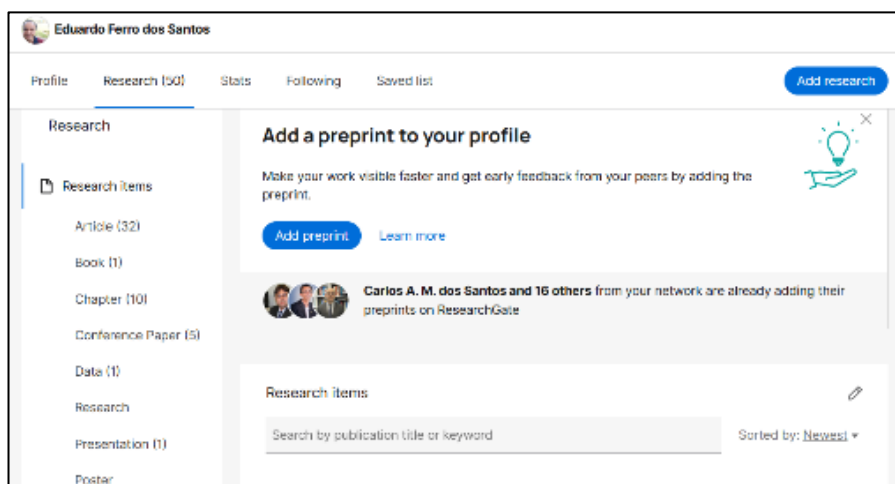 Eduardo Ferro dos Santos
Profile
Research (50)
Stats
Following
Saved list
Add research
Research
Research items
Article (32)
Book (1)
Chapter (10)
Conference Paper (5)
Data (1)
Research
Presentation (1)
Poster
Add a preprint to your profile
Make your work visible faster and get early feedback from your peers by adding the
preprint.
Add preprint
Learn more
Carlos A. M. dos Santos and 16 others from your network are already adding their
preprints on ResearchGate
Research items
Search by publication title or keyword
Sorted by: Newest